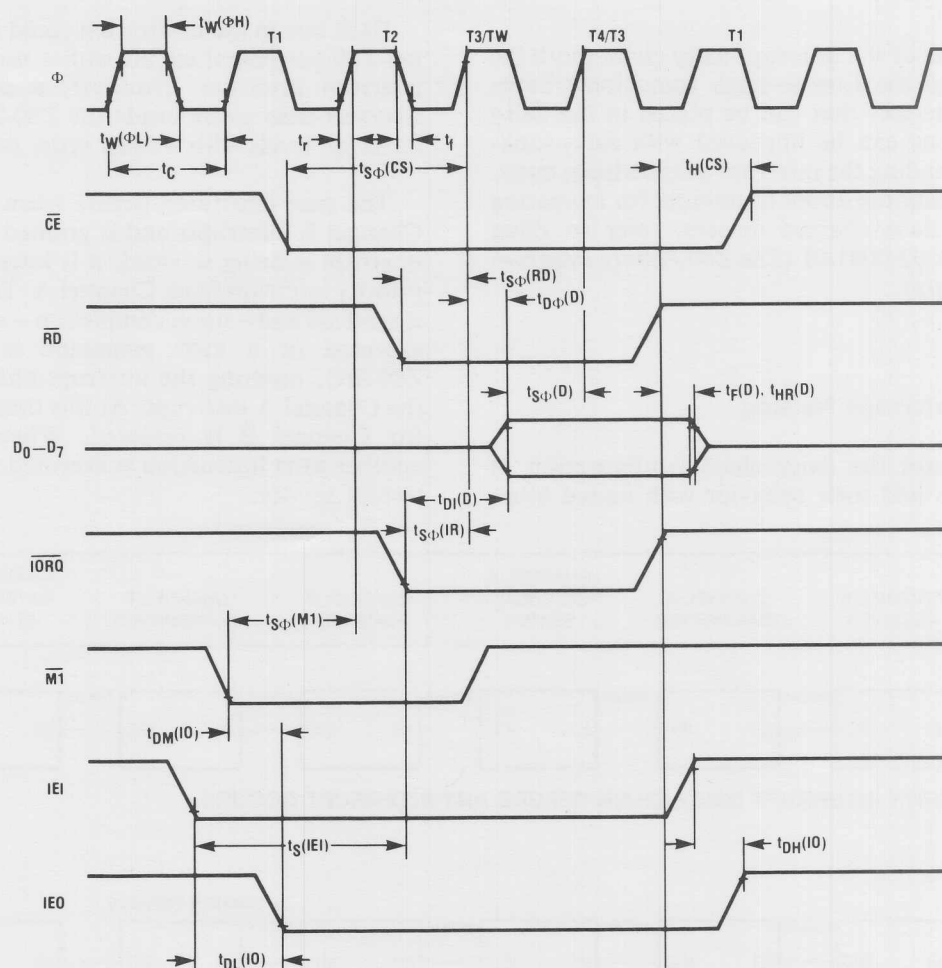 tW(ΦH)
T1
T2
T3/TW
T4/T3
T1
Φ
tW(ΦL)
tr
tf
tC
tSΦ(CS)
tH(CS)
CE
tSΦ(RD)
tDΦ(D)
RD
tSΦ(D)
tF(D), tHR(D)
D0—D7
tDI(D)
tSΦ(IR)
IORQ
tSΦ(M1)
M1
tDM(IO)
IEI
tS(IEI)
tDH(IO)
IEO
tDL(IO)